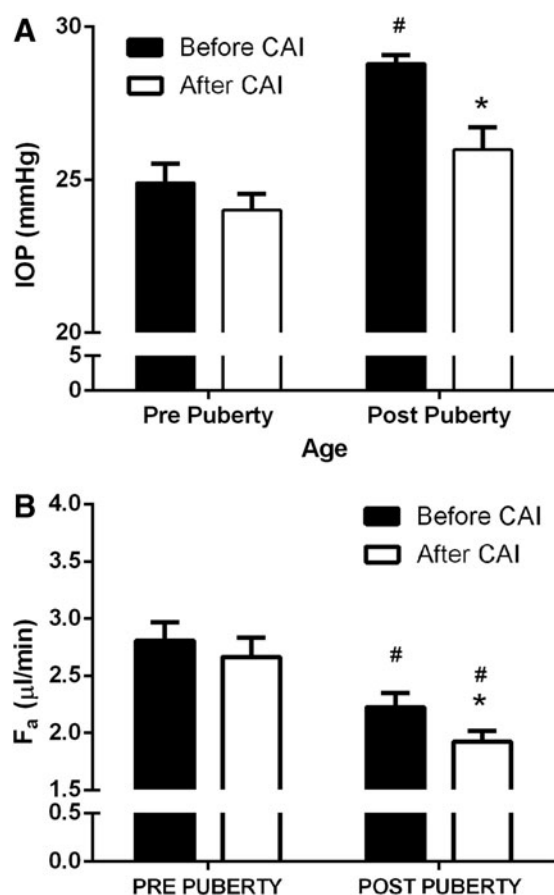 A
30
#
Before CAI
After CAI
*
25
IOP (mmHg)
20
5
0
Pre Puberty Post Puberty
Age
B
4.0
Before CAI
After CAI
3.5
3.0
#
#
*
2.5
Fa (μl/min)
2.0
1.5
0.5
0.0
PRE PUBERTY POST PUBERTY